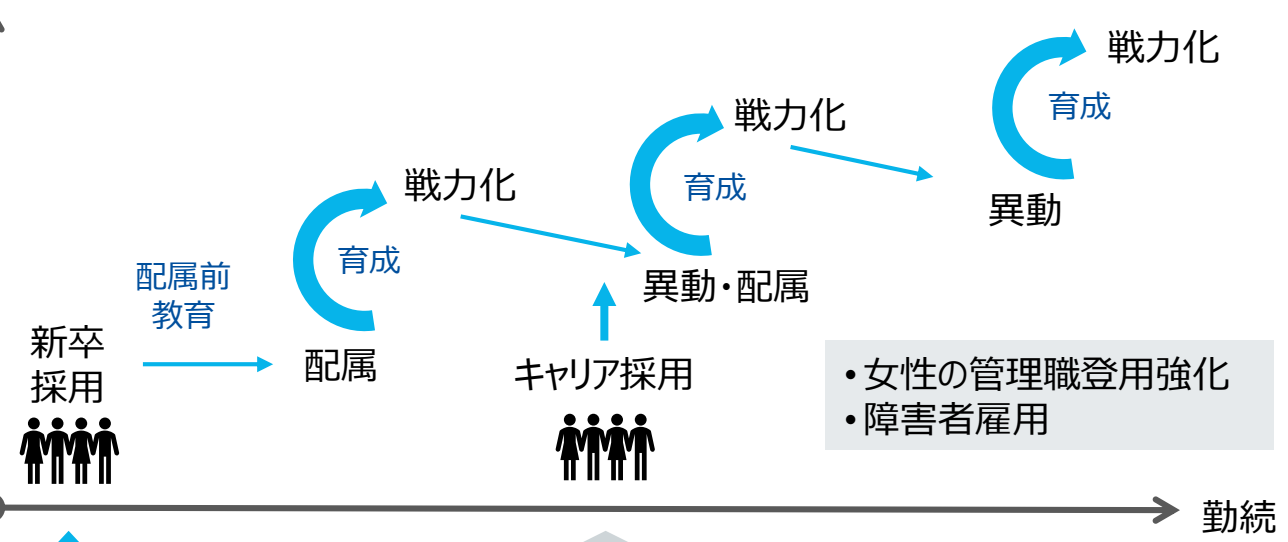 新卒
採用
配属前
教育
配属
育成
戦力化
キャリア採用
異動・配属
育成
戦力化
異動
育成
戦力化
•女性の管理職登用強化
•障害者雇用
勤続